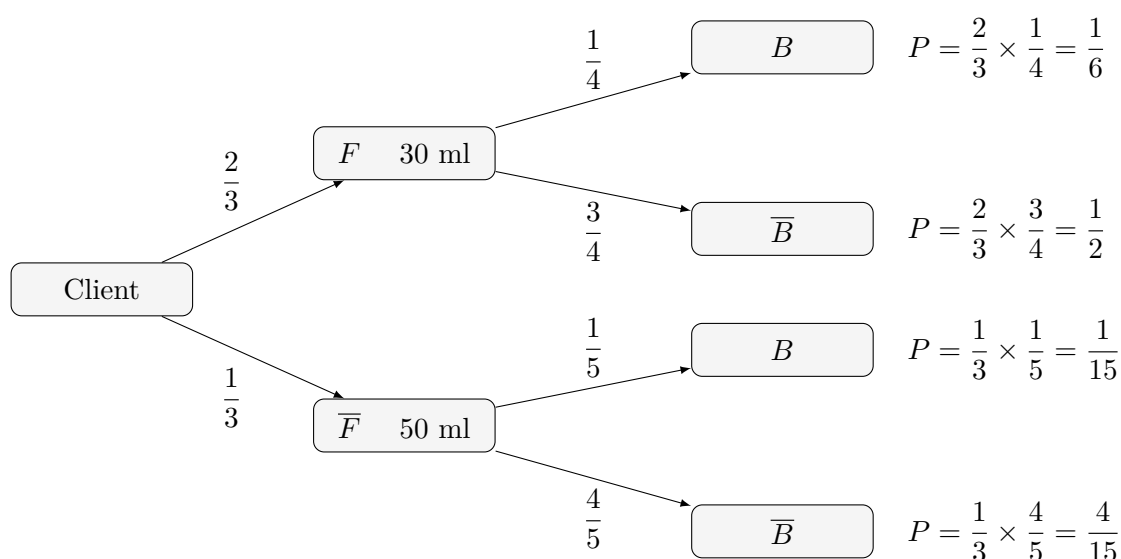 1/4
B
P = 2/3 × 1/4 = 1/6
F 30 ml
2/3
3/4
B̅
P = 2/3 × 3/4 = 1/2
Client
1/5
B
P = 1/3 × 1/5 = 1/15
1/3
F̅ 50 ml
4/5
B̅
P = 1/3 × 4/5 = 4/15